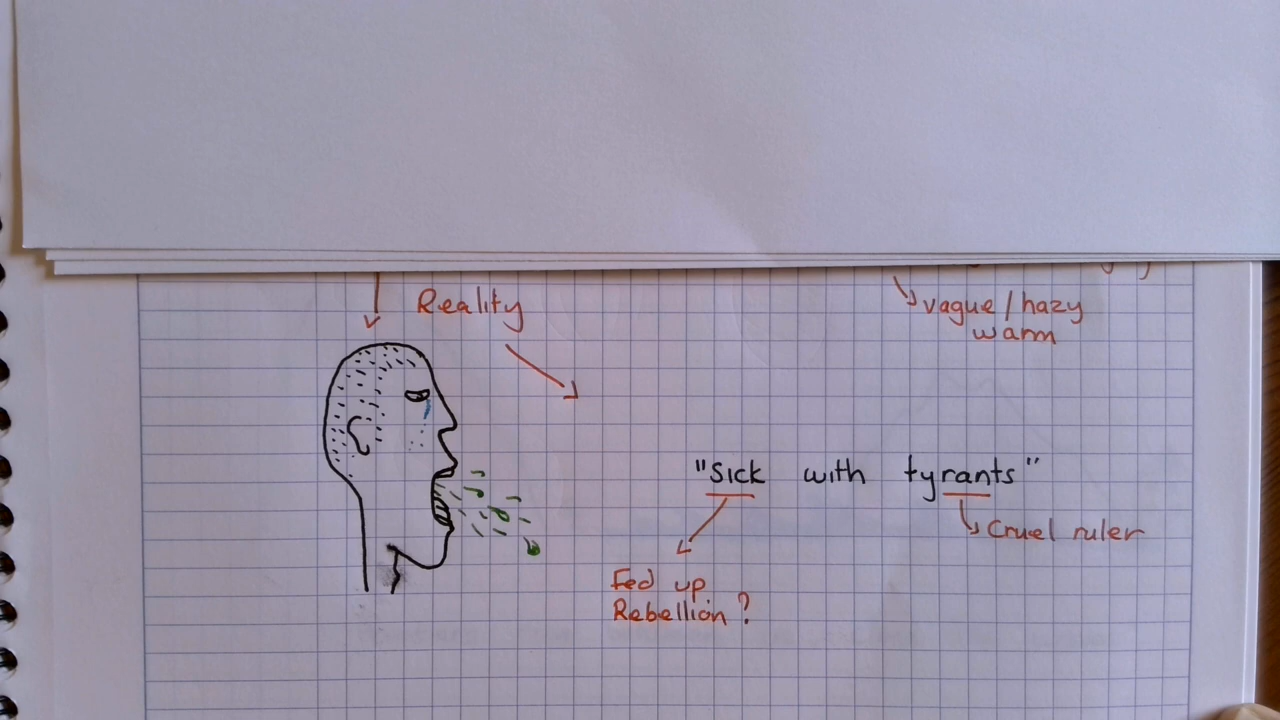 Reality
vague / hazy
warm
"Sick with tyrants"
Cruel ruler
Fed up
Rebellion ?